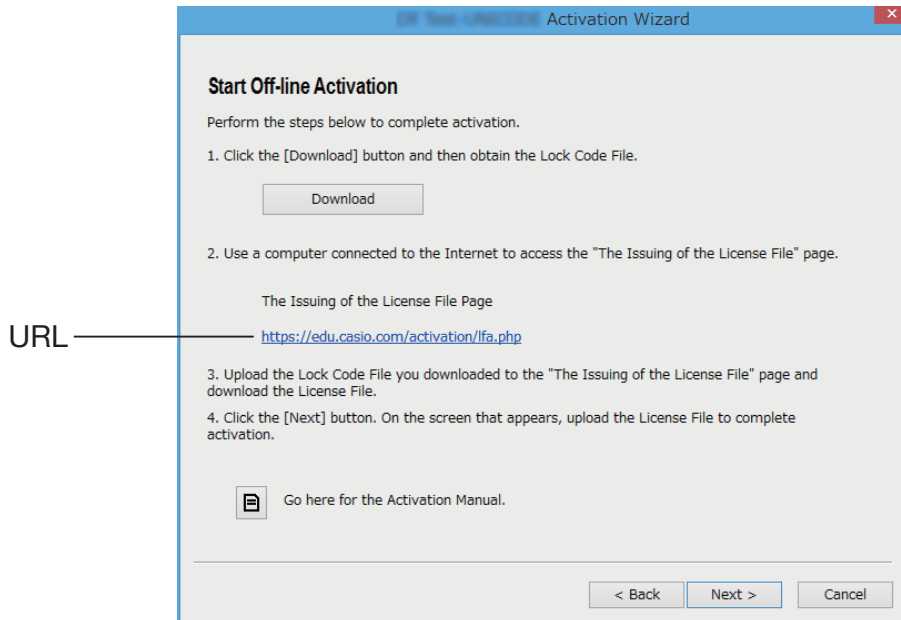 Activation Wizard
Start Off-line Activation
Perform the steps below to complete activation.
1. Click the [Download] button and then obtain the Lock Code File.
Download
2. Use a computer connected to the Internet to access the "The Issuing of the License File" page.
The Issuing of the License File Page
URL
https://edu.casio.com/activation/lfa.php
3. Upload the Lock Code File you downloaded to the "The Issuing of the License File" page and
download the License File.
4. Click the [Next] button. On the screen that appears, upload the License File to complete
activation.
Go here for the Activation Manual.
< Back Next > Cancel